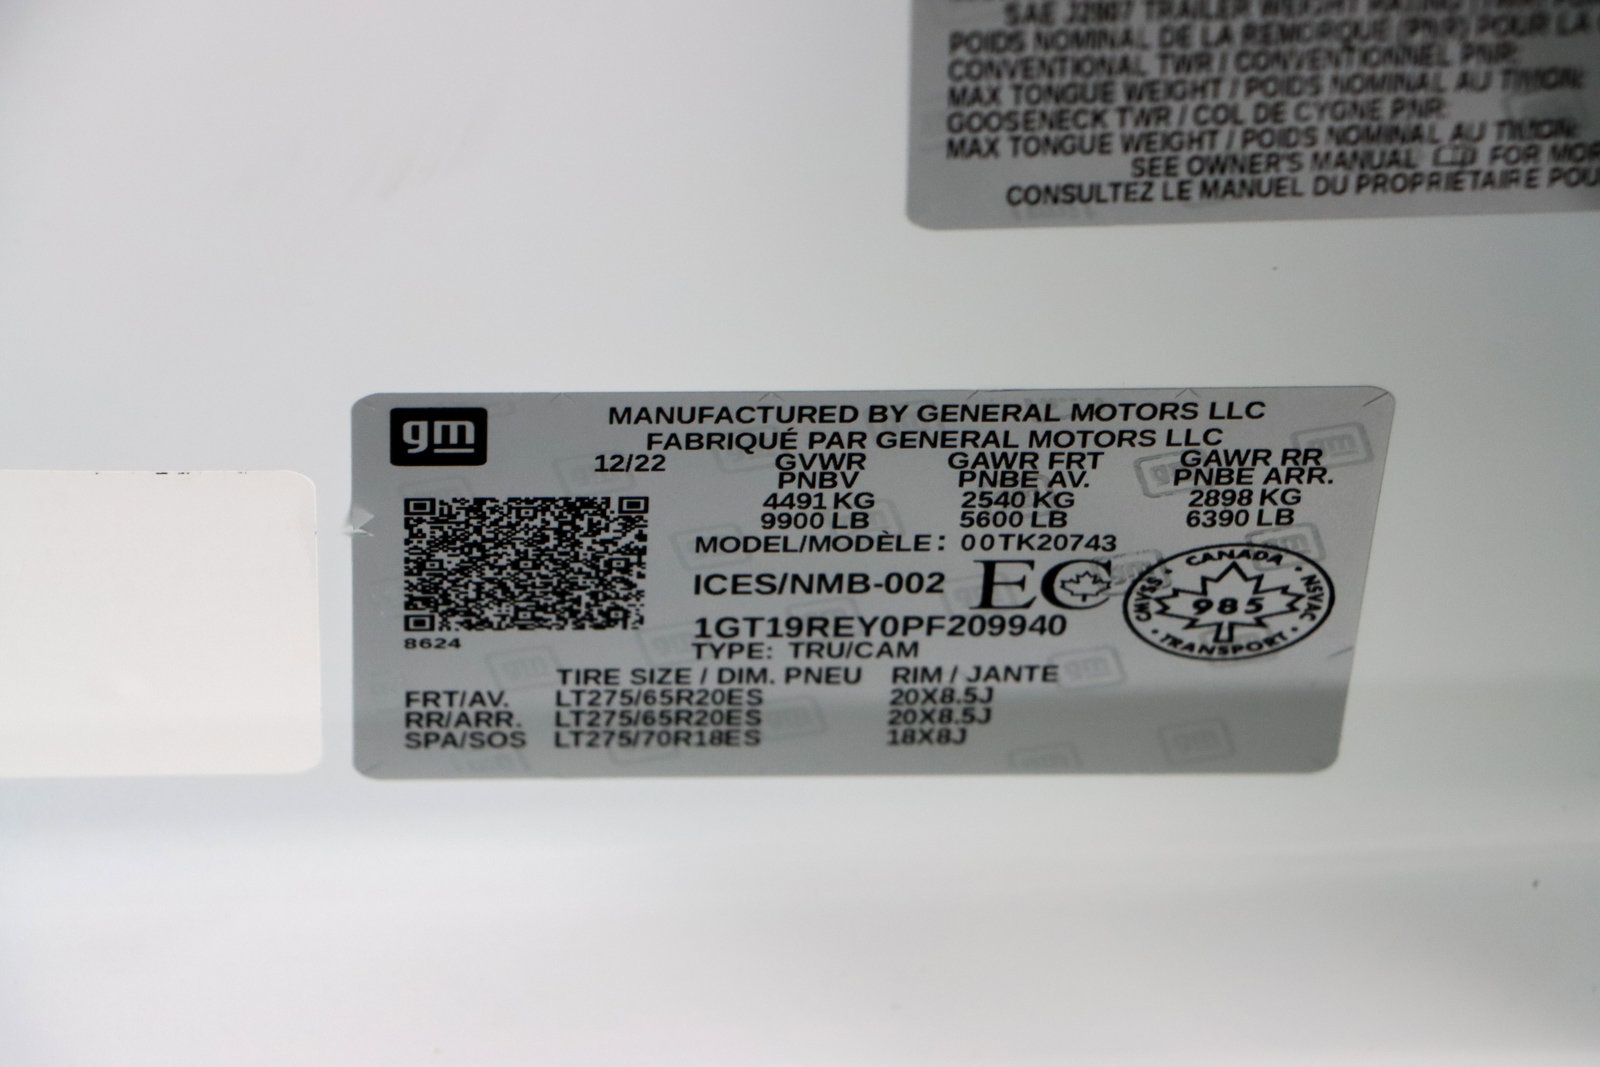 SAE J2807 TRAILER WEIGHT RATING
POIDS NOMINAL DE LA REMORQUE (PNR) POUR LA
CONVENTIONAL TWR / CONVENTIONNEL PNR:
MAX TONGUE WEIGHT / POIDS NOMINAL AU TIMON:
GOOSENECK TWR / COL DE CYGNE PNR:
MAX TONGUE WEIGHT / POIDS NOMINAL AU TIMON:
SEE OWNER'S MANUAL FOR MOR
CONSULTEZ LE MANUEL DU PROPRIÉTAIRE POU
gm
MANUFACTURED BY GENERAL MOTORS LLC
FABRIQUÉ PAR GENERAL MOTORS LLC
12/22 GVWR GAWR FRT GAWR RR
PNBV PNBE AV. PNBE ARR.
4491 KG 2540 KG 2898 KG
9900 LB 5600 LB 6390 LB
MODEL/MODÈLE: 00TK20743
ICES/NMB-002 EC
CANADA
CMVSS 985 NSVAC
TRANSPORT
1GT19REY0PF209940
8624
TYPE: TRU/CAM
TIRE SIZE / DIM. PNEU RIM / JANTE
FRT/AV. LT275/65R20ES 20X8.5J
RR/ARR. LT275/65R20ES 20X8.5J
SPA/SOS LT275/70R18ES 18X8J